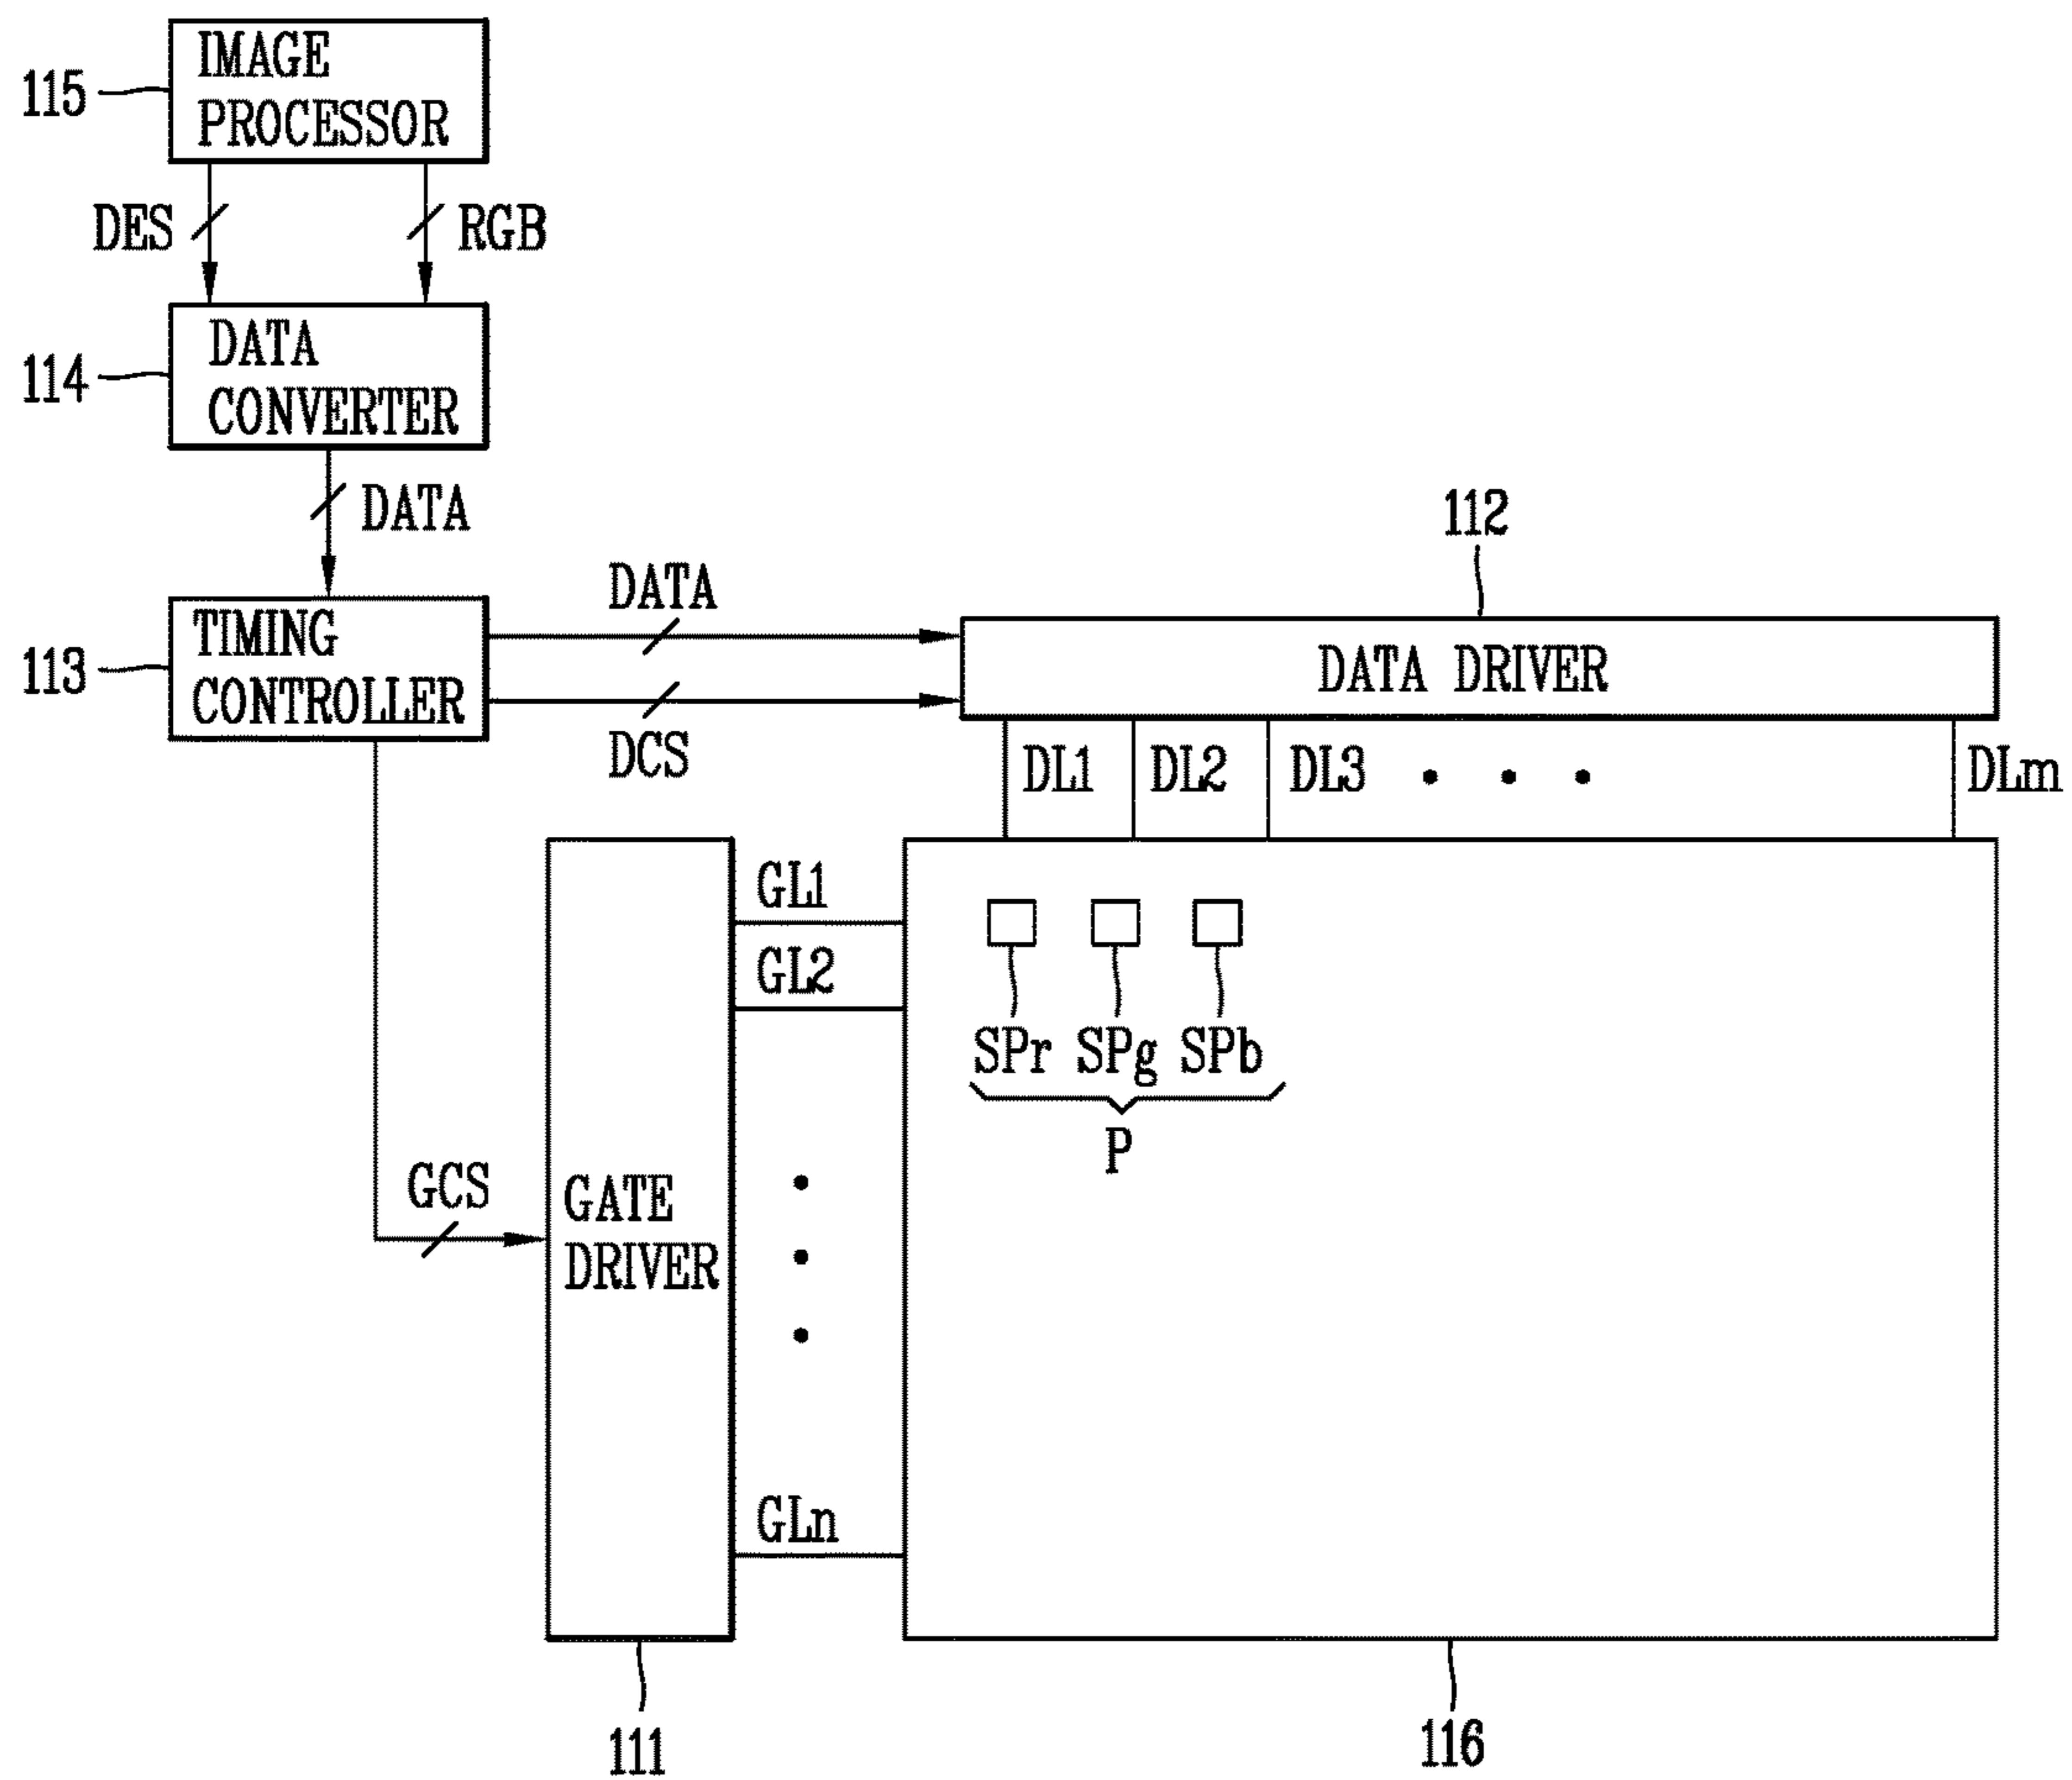 IMAGE
PROCESSOR
115
DES
RGB
DATA
CONVERTER
114
DATA
112
TIMING
CONTROLLER
113
DATA
DCS
DATA DRIVER
DL1 DL2 DL3 • • • DLm
GL1
GL2
SPr SPg SPb
P
GCS
GATE
DRIVER
GLn
111
116